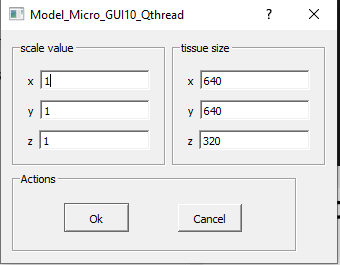 Model_Micro_GUI10_Qthread
scale value
x 1
y 1
z 1
tissue size
x 640
y 640
z 320
Actions
Ok
Cancel